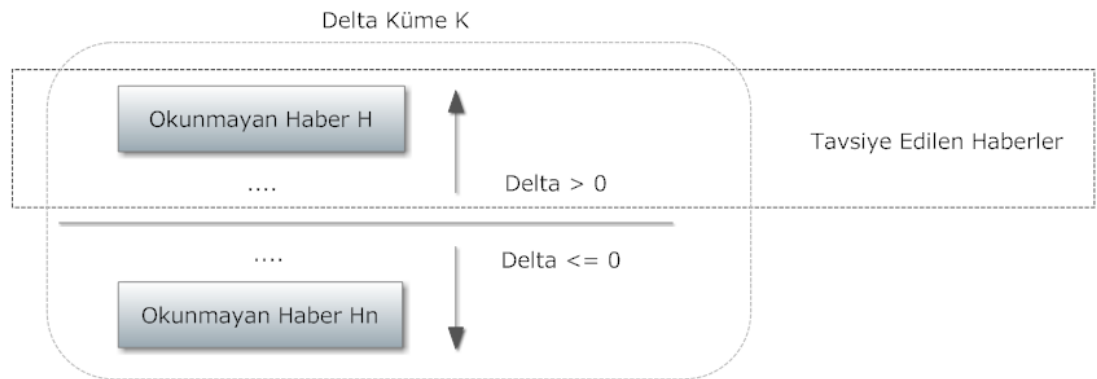 Delta Küme K
Okunmayan Haber H
Tavsiye Edilen Haberler
....
Delta > 0
....
Delta <= 0
Okunmayan Haber Hn